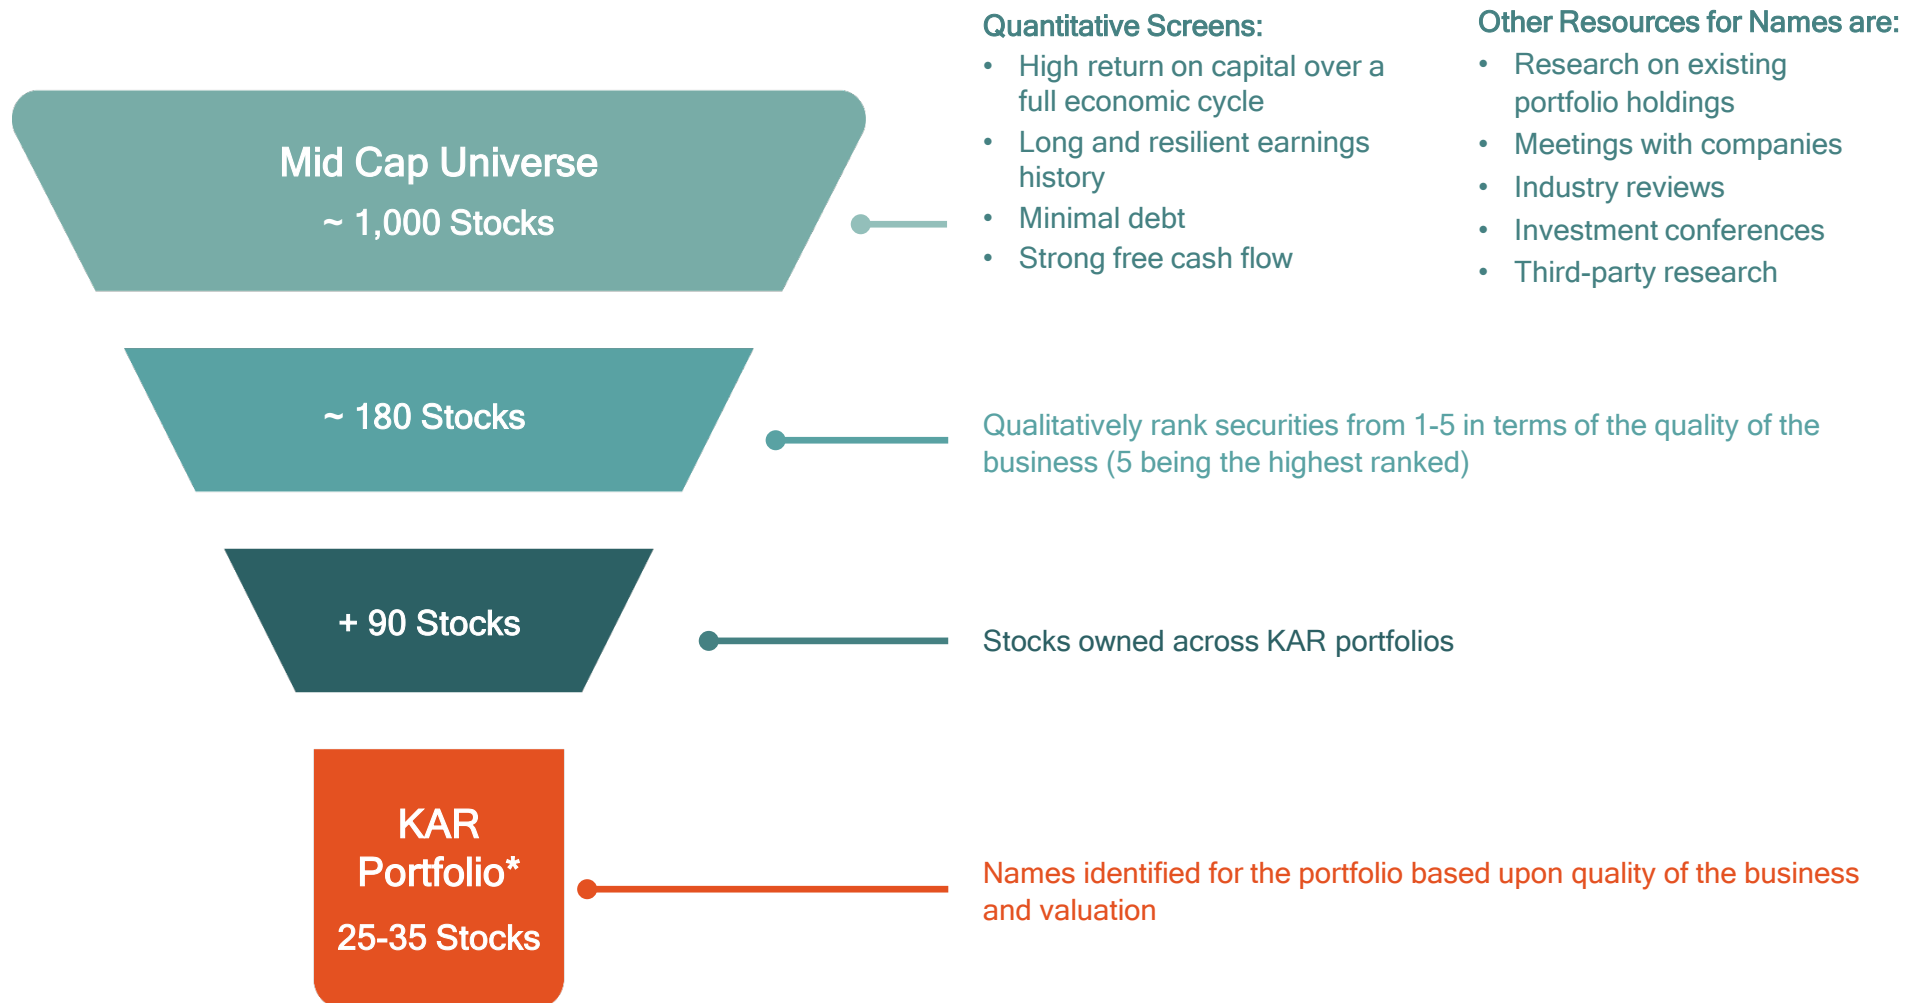 Quantitative Screens:
• High return on capital over a
full economic cycle
• Long and resilient earnings
history
• Minimal debt
• Strong free cash flow
Other Resources for Names are:
• Research on existing
portfolio holdings
• Meetings with companies
• Industry reviews
• Investment conferences
• Third-party research
Mid Cap Universe
~ 1,000 Stocks
~ 180 Stocks
Qualitatively rank securities from 1-5 in terms of the quality of the
business (5 being the highest ranked)
+ 90 Stocks
Stocks owned across KAR portfolios
KAR
Portfolio*
25-35 Stocks
Names identified for the portfolio based upon quality of the business
and valuation